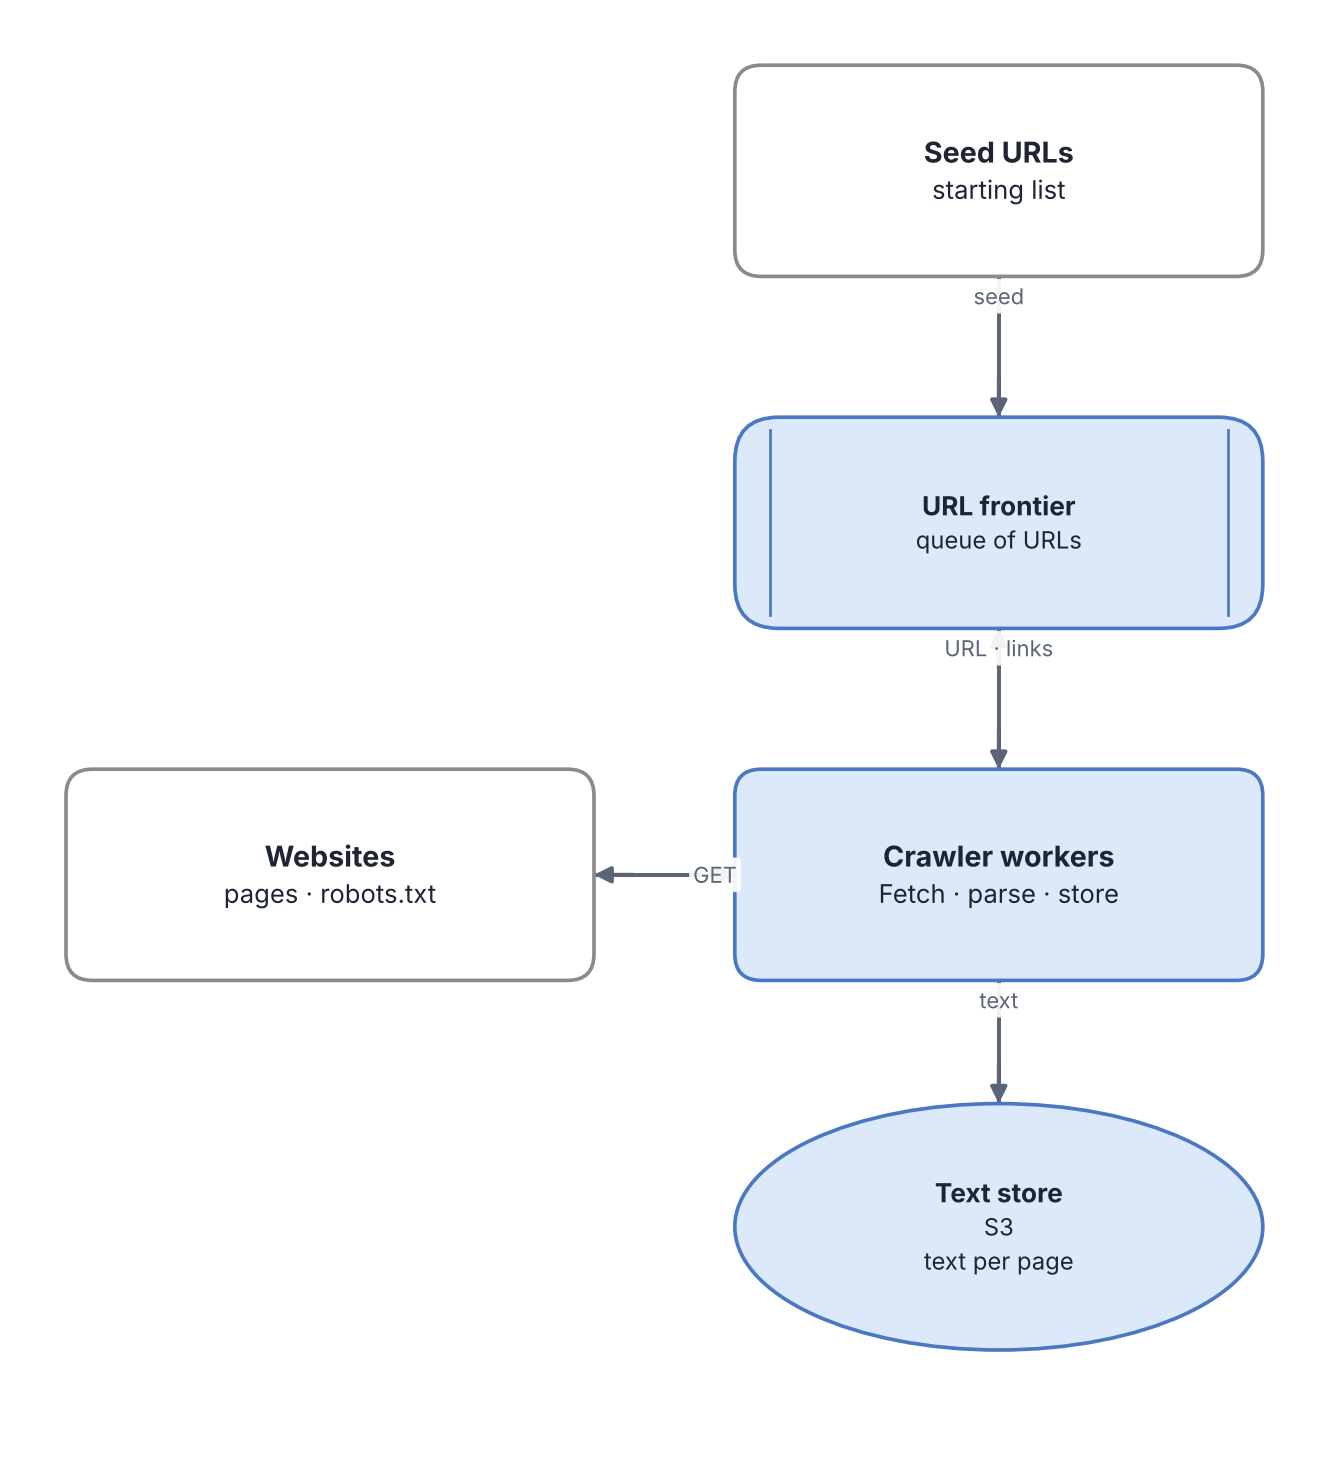 Seed URLs
starting list
seed
URL frontier
queue of URLs
URL · links
Websites
pages · robots.txt
GET
Crawler workers
Fetch · parse · store
text
Text store
S3
text per page